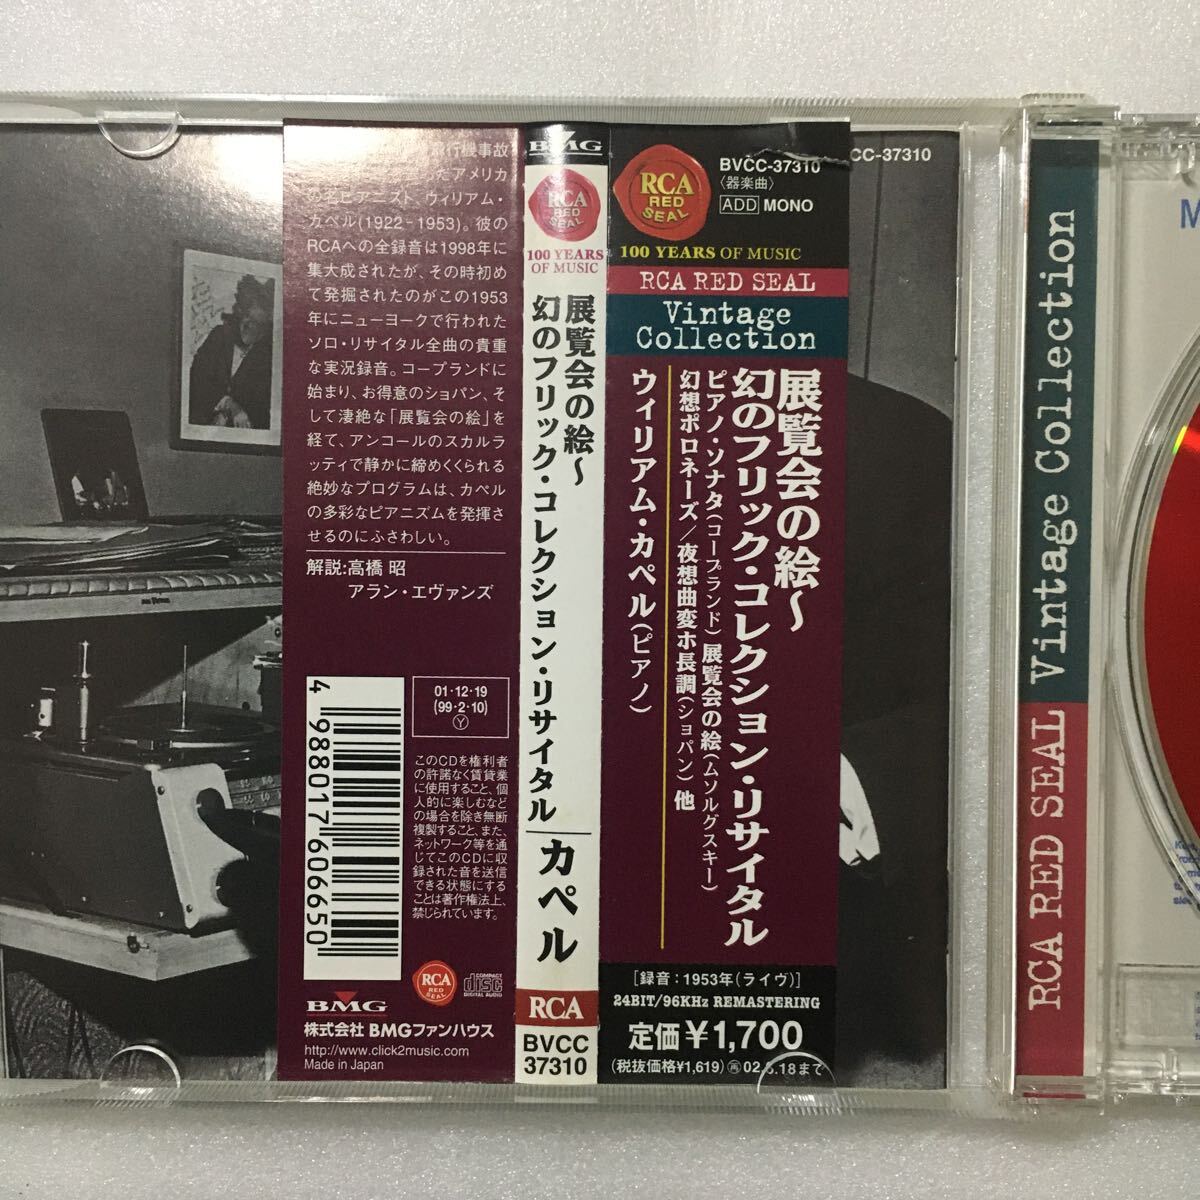 飛行機事故
たアメリカ
名ピアニスト、ウィリアム・
カペル(1922-1953)。彼の
RCAへの全録音は1998年に
集大成されたが、その時初め
て発掘されたのがこの1953
年にニューヨークで行われた
ソロ・リサイタル全曲の貴重
な実況録音。コープランドに
始まり、お得意のショパン、そ
して凄絶な「展覧会の絵」を
経て、アンコールのスカルラ
ッティで静かに締めくくられる
絶妙なプログラムは、カペル
の多彩なピアニズムを発揮さ
せるのにふさわしい。
解説:高橋 昭
アラン・エヴァンズ
4 988017 606650
01・12・19
(99・2・10)
Y
このCDを権利者
の許諾なく賃貸業
に使用すること、個
人的に楽しむなど
の場合を除き無断
複製すること、また、
ネットワーク等を通
じてこのCDに収
録された音を送信
できる状態にする
ことは著作権法上、
禁じられています。
BMG
RCA
RED
SEAL
COMPACT
disc
DIGITAL AUDIO
株式会社 BMGファンハウス
http://www.click2music.com
Made in Japan
BMG
RCA
RED
SEAL
100 YEARS
OF MUSIC
展覧会の絵〜
幻のフリック・コレクション・リサイタル
カペル
RCA
BVCC
37310
RCA
RED
SEAL
BVCC-37310
〈器楽曲〉
ADD MONO
100 YEARS OF MUSIC
RCA RED SEAL
Vintage
Collection
展覧会の絵〜
幻のフリック・コレクション・リサイタル
ピアノ・ソナタ(コープランド)展覧会の絵(ムソルグスキー)
幻想ポロネーズ/夜想曲変ホ長調(ショパン)他
ウィリアム・カペル(ピアノ)
[録音:1953年(ライヴ)]
24BIT/96KHz REMASTERING
定価¥1,700
(税抜価格¥1,619) 再 02.6.18まで
CC-37310
RCA RED SEAL Vintage Collection
M